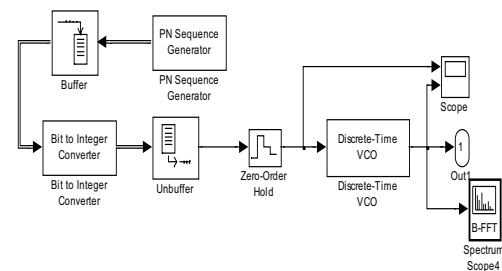 PN Sequence
Generator
Buffer
PN Sequence
Generator
Bit to Integer
Converter
Bit to Integer
Converter
Unbuffer
Zero-Order
Hold
Discrete-Time
VCO
Discrete-Time
VCO
Scope
1
Out1
B-FFT
Spectrum
Scope4